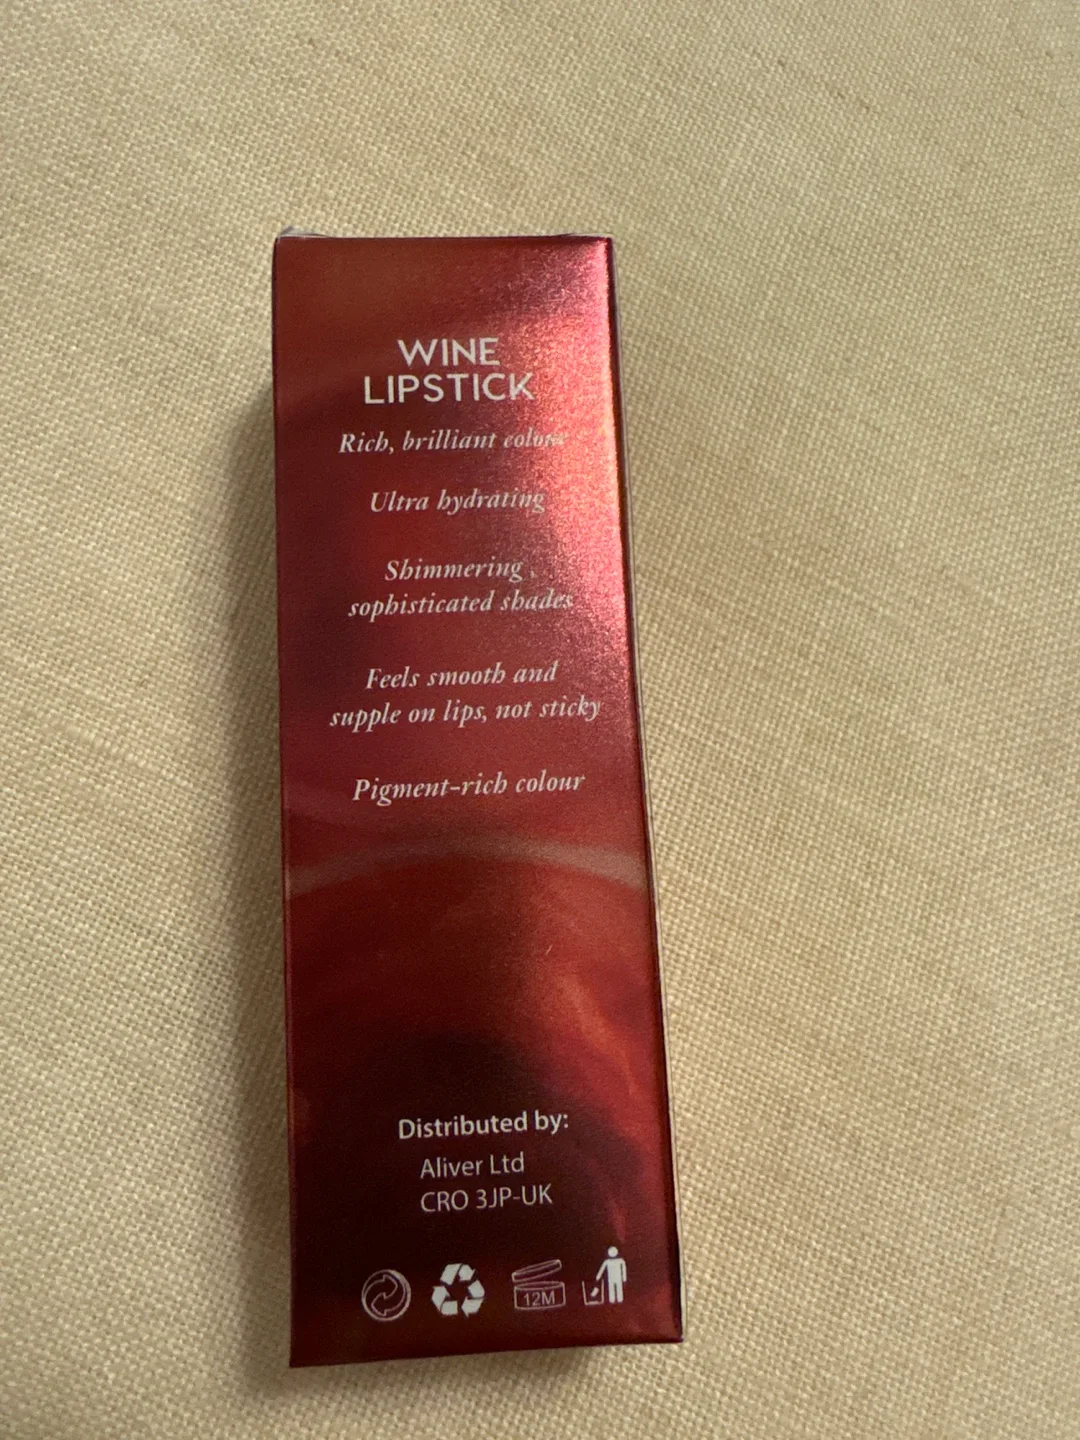 WINE
LIPSTICK
Rich, brilliant colour
Ultra hydrating
Shimmering,
sophisticated shades
Feels smooth and
supple on lips, not sticky
Pigment-rich colour
Distributed by:
Aliver Ltd
CRO 3JP-UK
12M